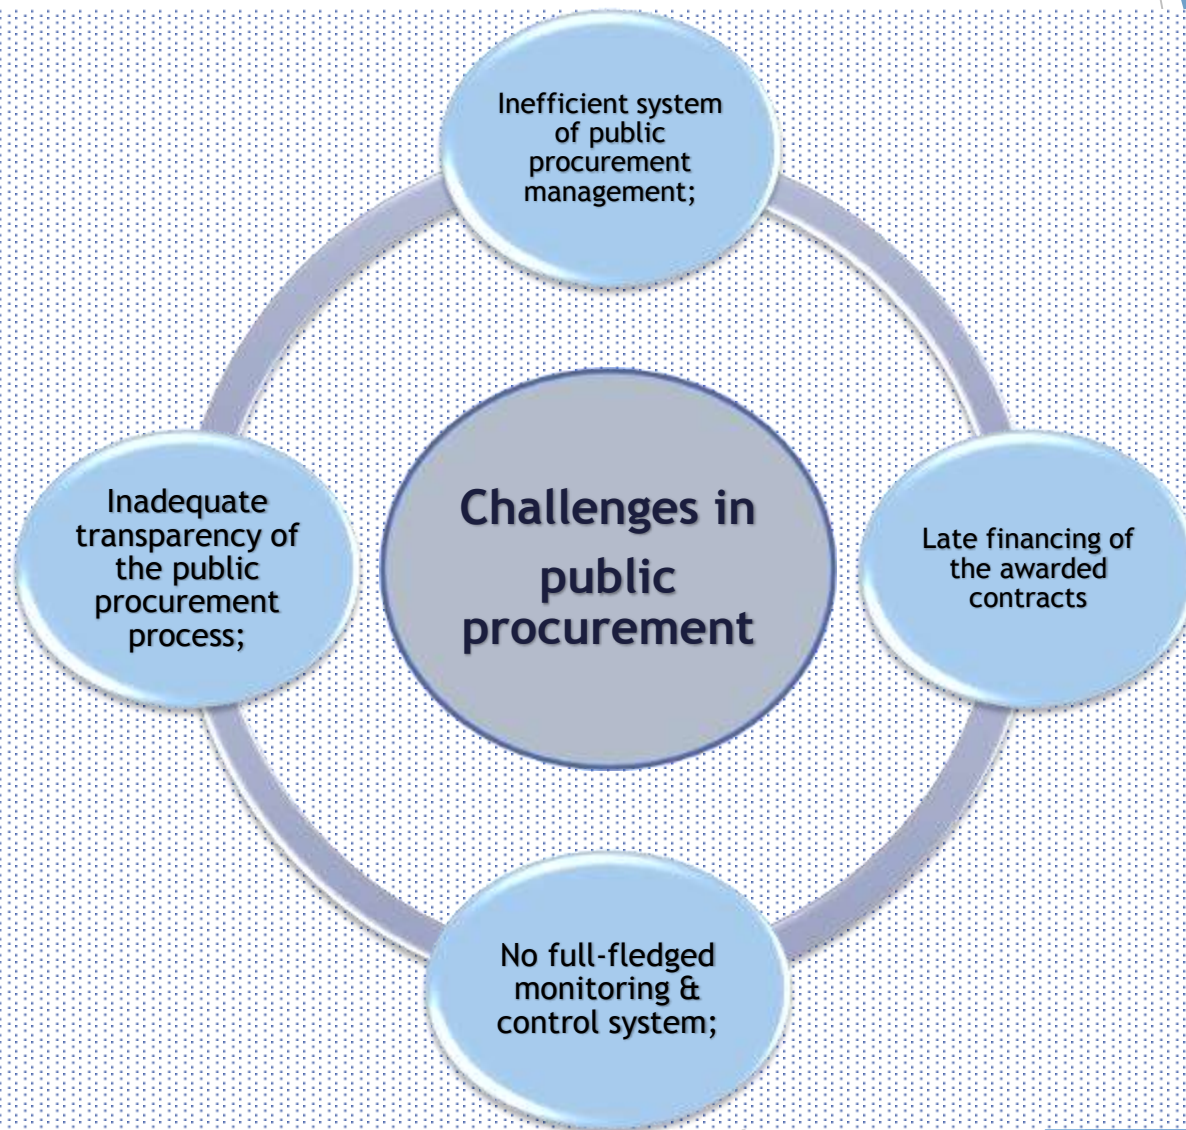 Inefficient system
of public
procurement
management;
Challenges in
public
procurement
Late financing of
the awarded
contracts
No full-fledged
monitoring &
control system;
Inadequate
transparency of
the public
procurement
process;